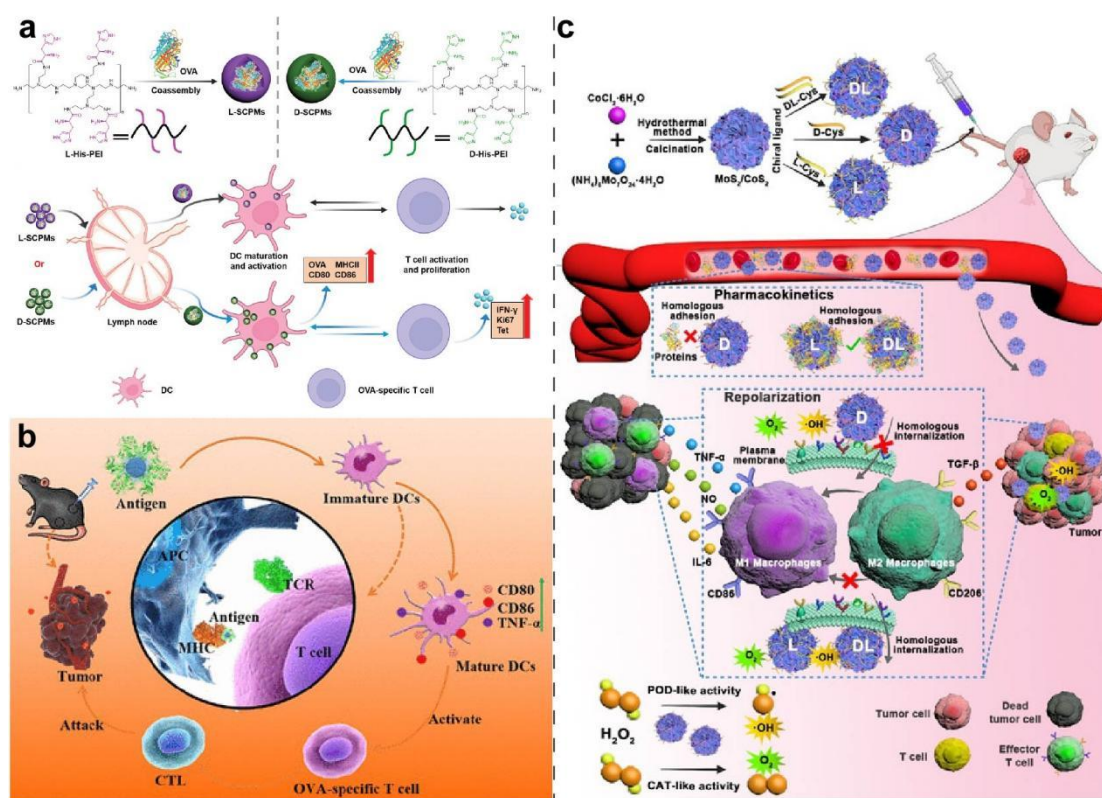 a
OVA
Coassembly
L-SCPMs
D-SCPMs
OVA
Coassembly
L-His-PEI
D-His-PEI
L-SCPMs
Or
D-SCPMs
Lymph node
DC maturation
and activation
T cell activation
and proliferation
OVA MHCII
CD80 CD86
IFN-γ
Ki67
Tet
DC
OVA-specific T cell
b
Antigen
Immature DCs
APC
TCR
Antigen
MHC
T cell
CD80
CD86
TNF-α
Mature DCs
Tumor
Attack
Activate
CTL
OVA-specific T cell
c
CoCl₂·6H₂O
+
(NH₄)₆Mo₇O₂₄·4H₂O
Hydrothermal
method
Calcination
MoS₂/CoS₂
Chiral ligand
DL-Cys
D-Cys
L-Cys
DL
D
L
Pharmacokinetics
Homologous
adhesion
Proteins
D
Homologous
adhesion
L
DL
Repolarization
O₂
·OH
D
Homologous
internalization
Plasma
membrane
TNF-α
NO
IL-6
CD86
M1 Macrophages
M2 Macrophages
TGF-β
CD206
·OH
O₂
Tumor
L
DL
O₂
·OH
Homologous
internalization
H₂O₂
POD-like activity
·OH
O₂
CAT-like activity
Tumor cell
Dead
tumor cell
T cell
Effector
T cell